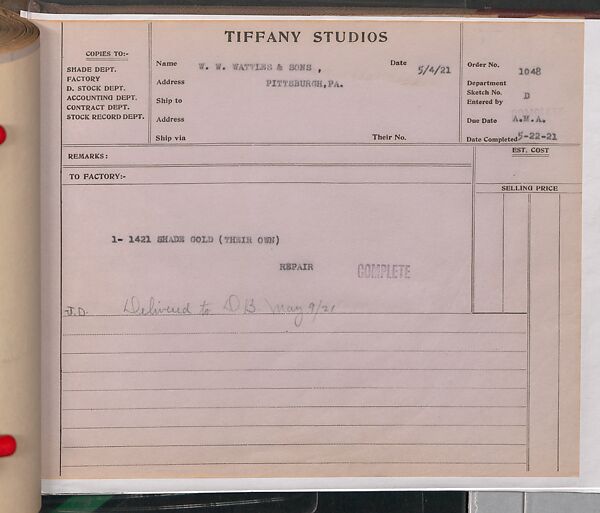 TIFFANY STUDIOS
COPIES TO:-
SHADE DEPT.
FACTORY
D. STOCK DEPT.
ACCOUNTING DEPT.
CONTRACT DEPT.
STOCK RECORD DEPT.
Name W. W. WATTLES & SONS , Date 5/4/21
Address PITTSBURGH,PA.
Ship to
Address
Ship via Their No.
Order No. 1048
Department
Sketch No. D
Entered by
COMPLETE
Due Date A.M.A.
Date Completed 5-22-21
REMARKS:
EST. COST
TO FACTORY:-
SELLING PRICE
1- 1421 SHADE GOLD (THEIR OWN)
REPAIR COMPLETE
J.D. Delivered to D B. May 9/21